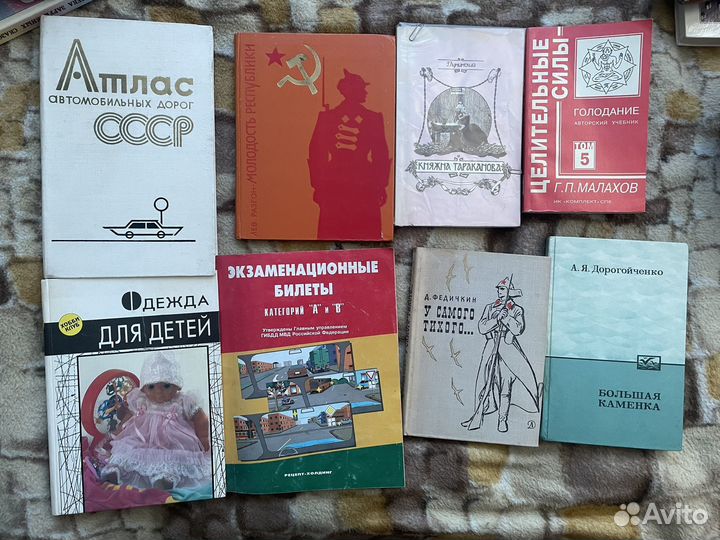 Атлас
автомобильных дорог
СССР
ЛЕВ РАЗГОН • МОЛОДОСТЬ РЕСПУБЛИКИ
КНЯЖНА ТАРАКАНОВА
ЦЕЛИТЕЛЬНЫЕ
СИЛЫ
ГОЛОДАНИЕ
АВТОРСКИЙ УЧЕБНИК
ТОМ
5
Г.П. МАЛАХОВ
ИК «КОМПЛЕКТ» СПб
ОДЕЖДА
ХОББИ КЛУБ
ДЛЯ ДЕТЕЙ
ЭКЗАМЕНАЦИОННЫЕ
БИЛЕТЫ
КАТЕГОРИЙ "А" и "В"
Утверждены Главным управлением
ГИБДД МВД Российской Федерации
РЕЦЕПТ-ХОЛДИНГ
Д. ФЕДИЧКИН
У САМОГО
ТИХОГО...
Д
А. Я. Дорогойченко
БОЛЬШАЯ
КАМЕНКА
Avito